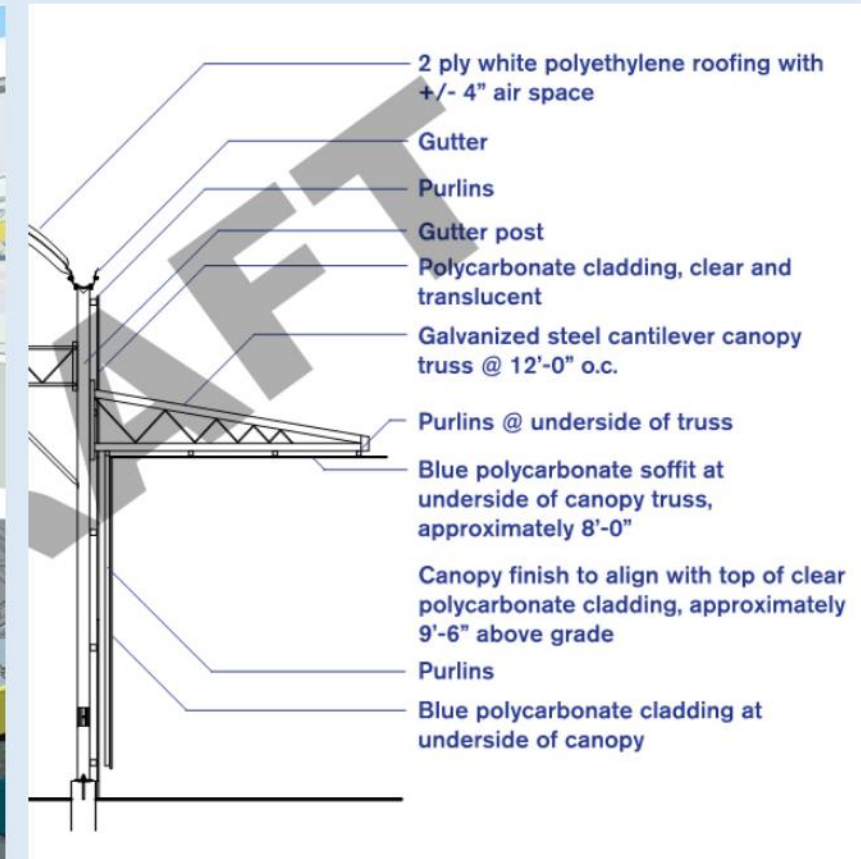 2 ply white polyethylene roofing with
+/- 4” air space
Gutter
Purlins
Gutter post
Polycarbonate cladding, clear and
translucent
Galvanized steel cantilever canopy
truss @ 12’-0” o.c.
Purlins @ underside of truss
Blue polycarbonate soffit at
underside of canopy truss,
approximately 8’-0”
Canopy finish to align with top of clear
polycarbonate cladding, approximately
9’-6” above grade
Purlins
Blue polycarbonate cladding at
underside of canopy
AFT